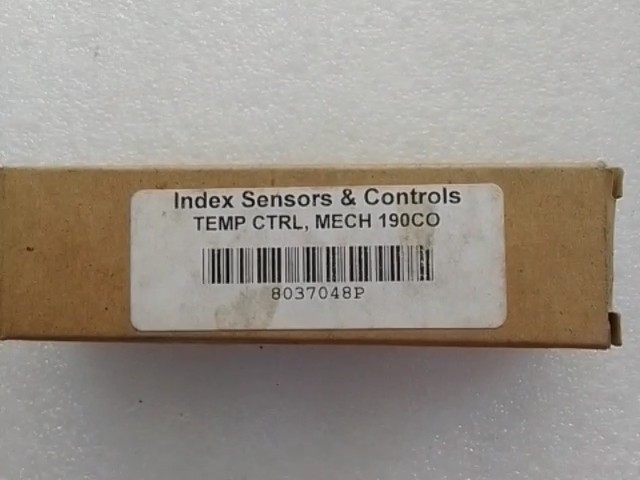 Index Sensors & Controls
TEMP CTRL, MECH 190CO
8037048P